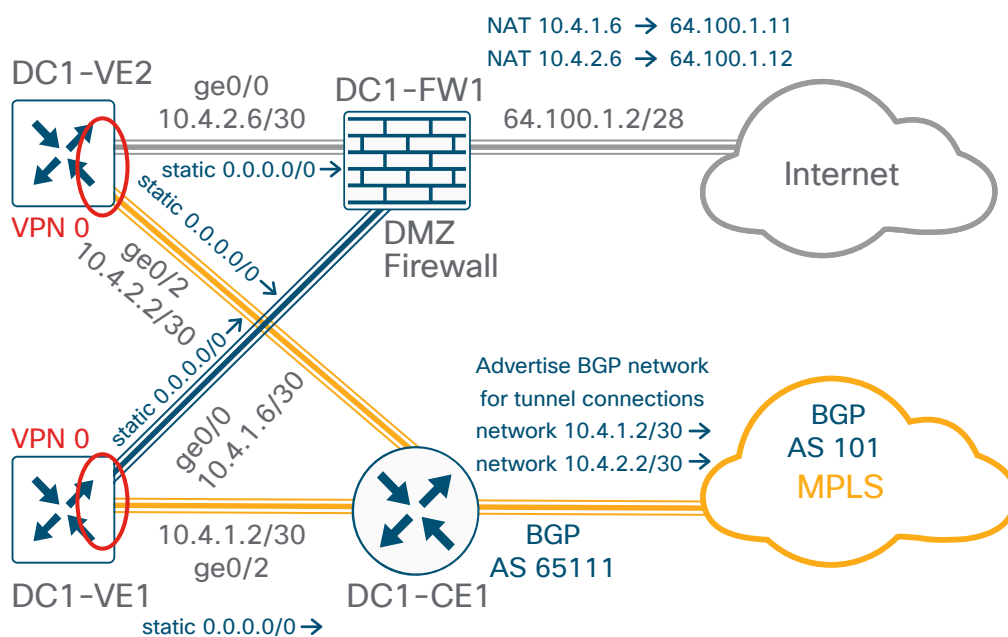 NAT 10.4.1.6 → 64.100.1.11
NAT 10.4.2.6 → 64.100.1.12
DC1-VE2
ge0/0
10.4.2.6/30
DC1-FW1
64.100.1.2/28
Internet
static 0.0.0.0/0 →
VPN 0
static 0.0.0.0/0 →
ge0/2
10.4.2.2/30
DMZ
Firewall
static 0.0.0.0/0 →
ge0/0
10.4.1.6/30
Advertise BGP network
for tunnel connections
network 10.4.1.2/30 →
network 10.4.2.2/30 →
BGP
AS 101
MPLS
VPN 0
10.4.1.2/30
ge0/2
BGP
AS 65111
DC1-VE1
DC1-CE1
static 0.0.0.0/0 →